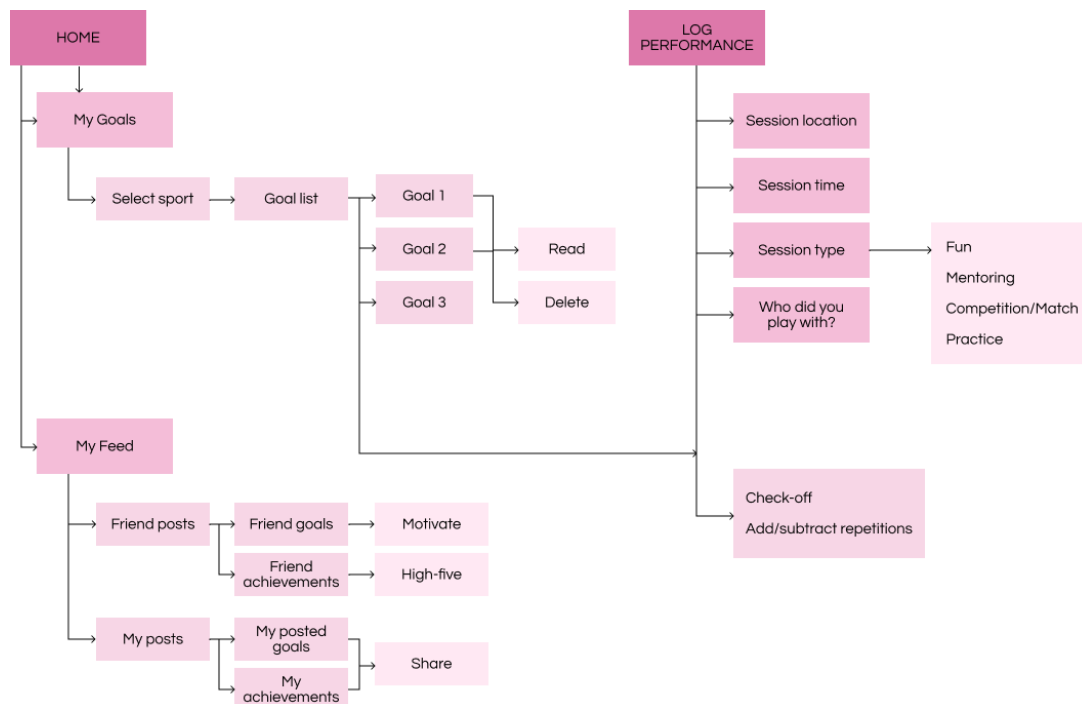 HOME
My Goals
Select sport
Goal list
Goal 1
Goal 2
Goal 3
Read
Delete
My Feed
Friend posts
Friend goals
Motivate
Friend
achievements
High-five
My posts
My posted
goals
My
achievements
Share
LOG
PERFORMANCE
Session location
Session time
Session type
Who did you
play with?
Fun
Mentoring
Competition/Match
Practice
Check-off
Add/subtract repetitions